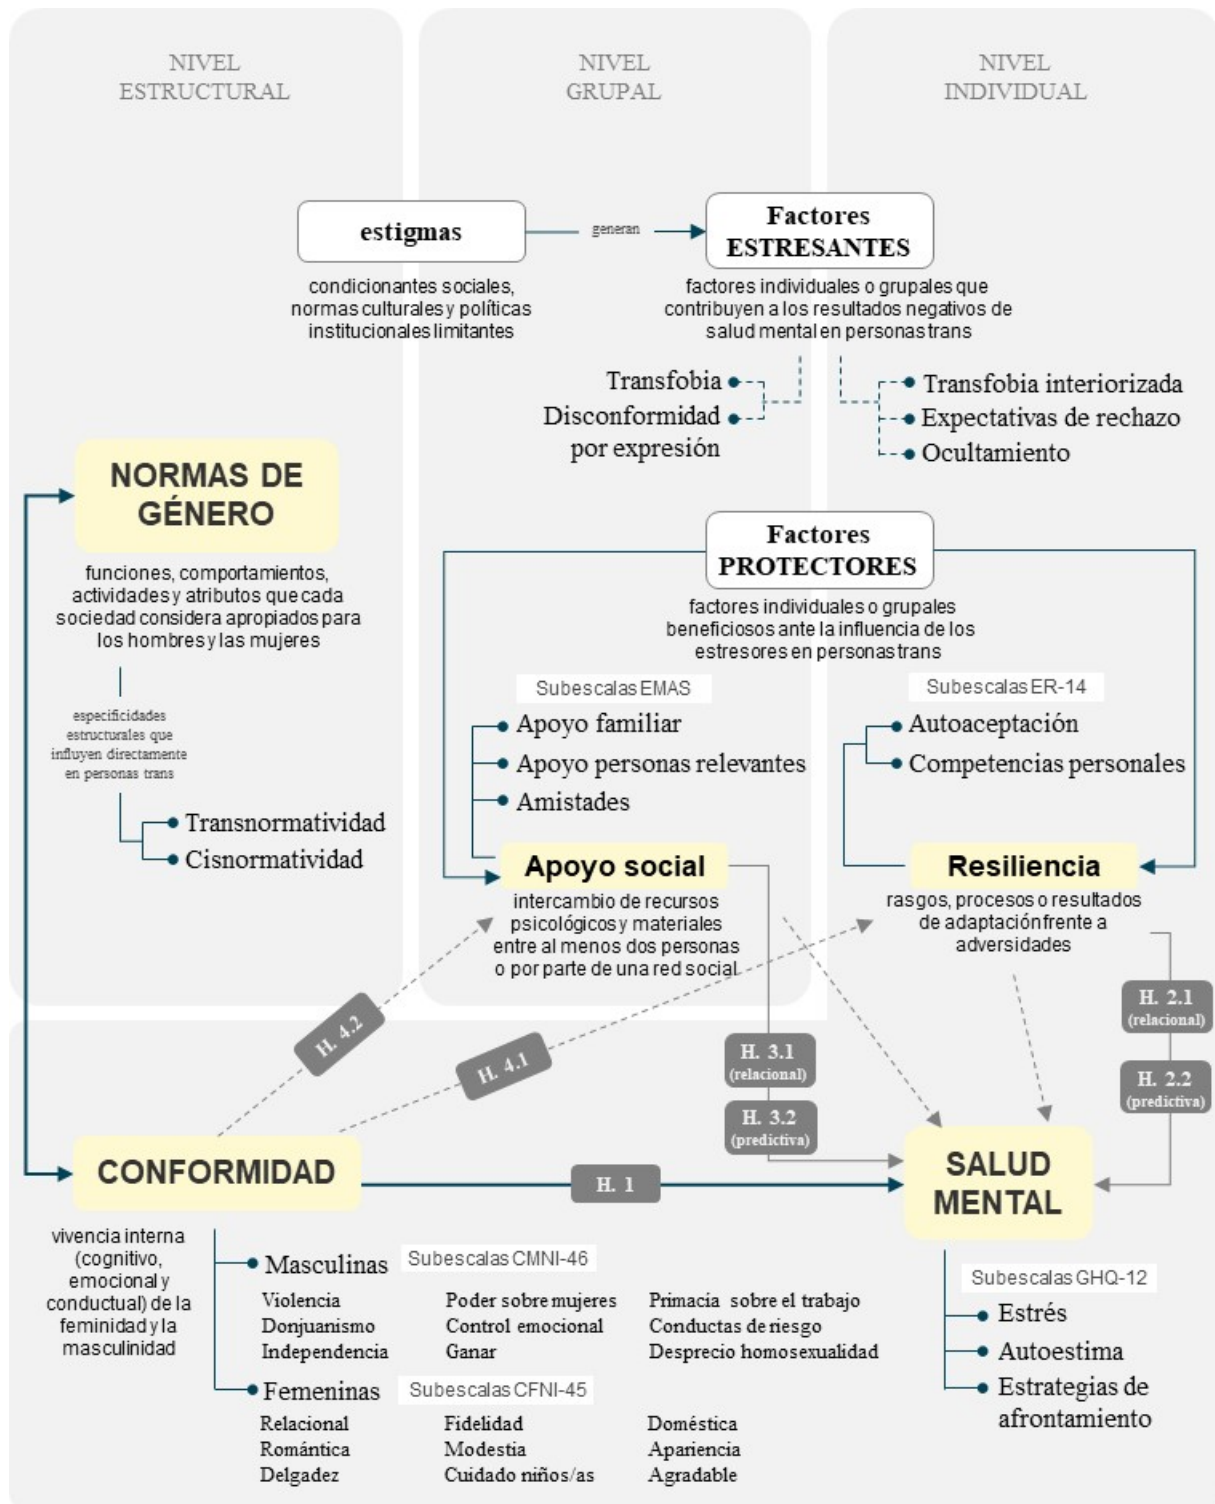 NIVEL
ESTRUCTURAL
NIVEL
GRUPAL
NIVEL
INDIVIDUAL
estigmas
generan
Factores
ESTRESANTES
condicionantes sociales,
normas culturales y políticas
institucionales limitantes
factores individuales o grupales que
contribuyen a los resultados negativos de
salud mental en personas trans
Transfobia
Disconformidad
por expresión
Transfobia interiorizada
Expectativas de rechazo
Ocultamiento
NORMAS DE
GÉNERO
funciones, comportamientos,
actividades y atributos que cada
sociedad considera apropiados para
los hombres y las mujeres
especificidades
estructurales que
influyen directamente
en personas trans
Transnormatividad
Cisnormatividad
Factores
PROTECTORES
factores individuales o grupales
beneficiosos ante la influencia de los
estresores en personas trans
Subescalas EMAS
Apoyo familiar
Apoyo personas relevantes
Amistades
Subescalas ER-14
Autoaceptación
Competencias personales
Apoyo social
intercambio de recursos
psicológicos y materiales
entre al menos dos personas
o por parte de una red social
Resiliencia
rasgos, procesos o resultados
de adaptación frente a
adversidades
H. 4.2
H. 4.1
H. 3.1
(relacional)
H. 3.2
(predictiva)
H. 2.1
(relacional)
H. 2.2
(predictiva)
CONFORMIDAD
H. 1
SALUD
MENTAL
vivencia interna
(cognitivo,
emocional y
conductual) de la
feminidad y la
masculinidad
Masculinas
Subescalas CMNI-46
Violencia Poder sobre mujeres Primacía sobre el trabajo
Donjuanismo Control emocional Conductas de riesgo
Independencia Ganar Desprecio homosexualidad
Femeninas
Subescalas CFNI-45
Relacional Fidelidad Doméstica
Romántica Modestia Apariencia
Delgadez Cuidado niños/as Agradable
Subescalas GHQ-12
Estrés
Autoestima
Estrategias de
afrontamiento